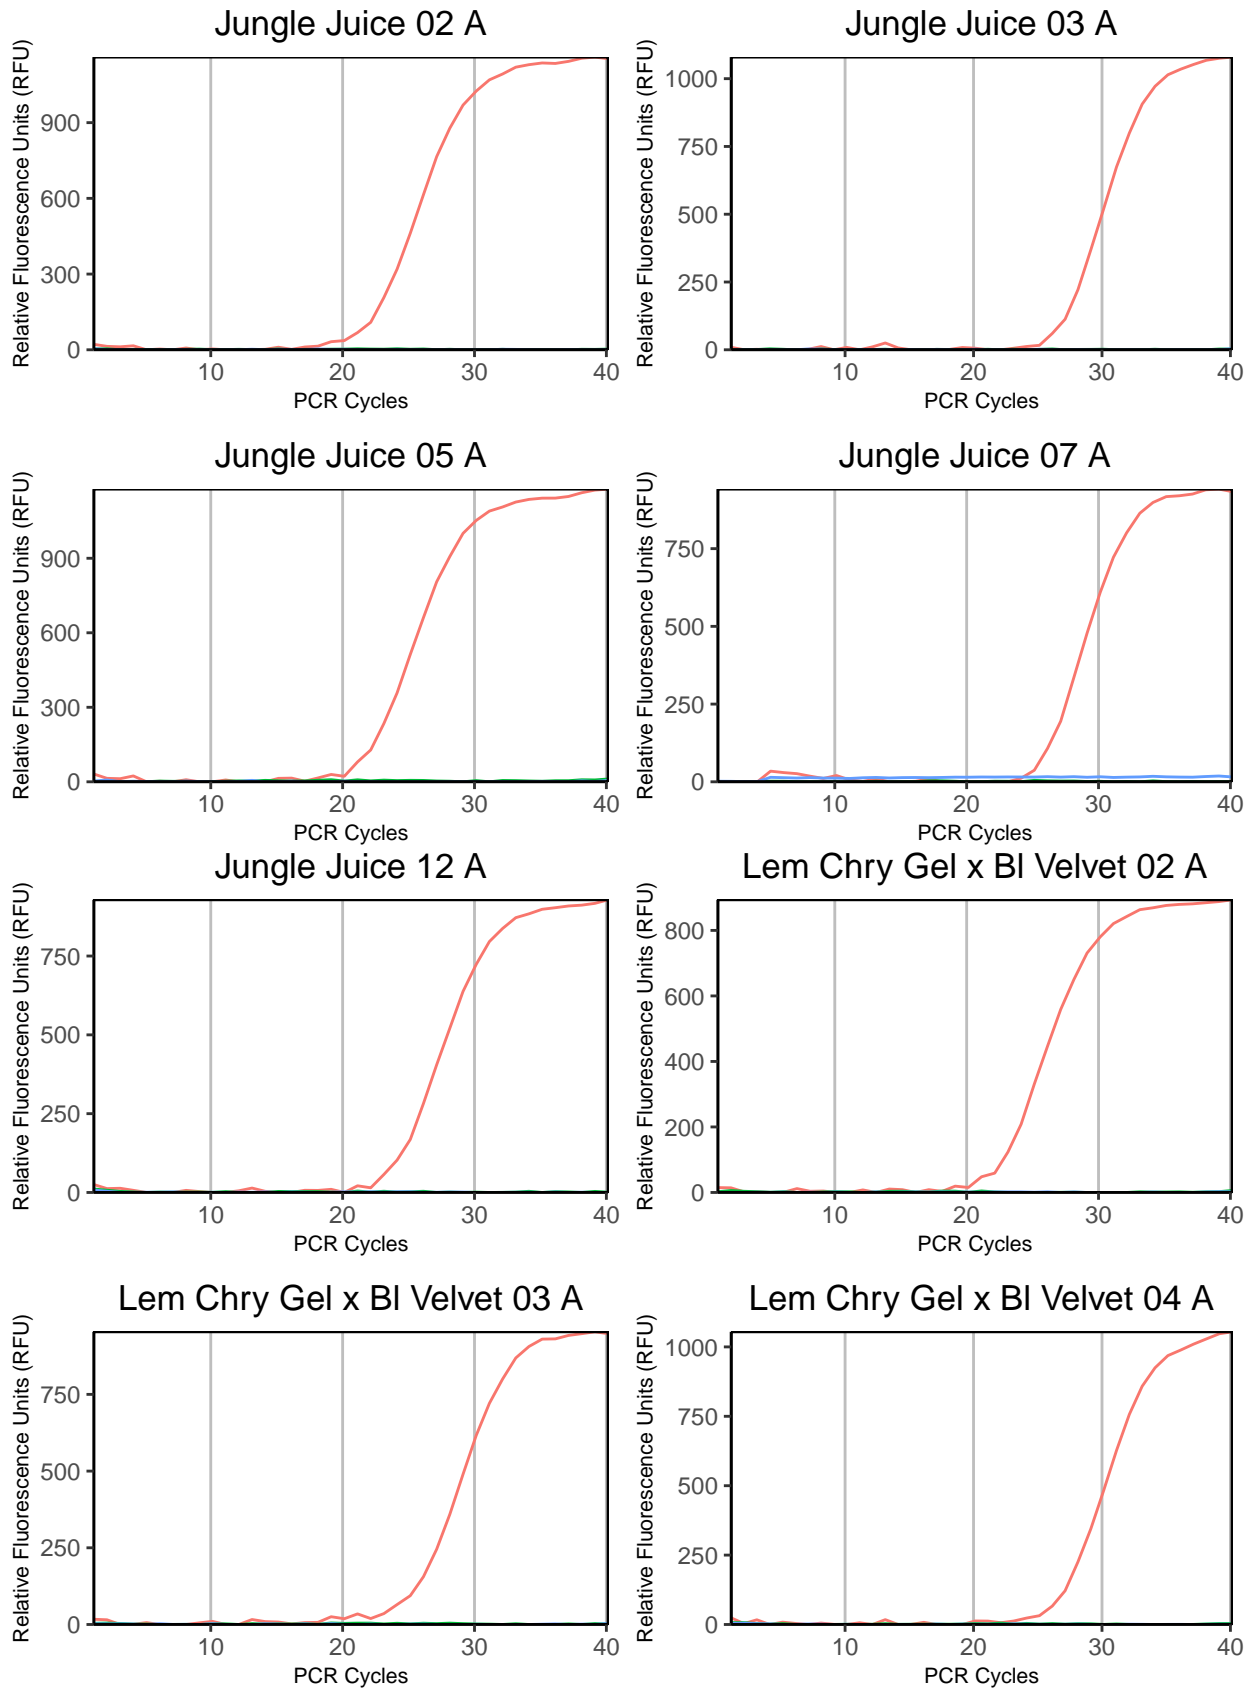 Jungle Juice 02 A
Relative Fluorescence Units (RFU)
900
600
300
0
10
20
30
40
PCR Cycles
Jungle Juice 03 A
Relative Fluorescence Units (RFU)
1000
750
500
250
0
10
20
30
40
PCR Cycles
Jungle Juice 05 A
Relative Fluorescence Units (RFU)
900
600
300
0
10
20
30
40
PCR Cycles
Jungle Juice 07 A
Relative Fluorescence Units (RFU)
750
500
250
0
10
20
30
40
PCR Cycles
Jungle Juice 12 A
Relative Fluorescence Units (RFU)
750
500
250
0
10
20
30
40
PCR Cycles
Lem Chry Gel x Bl Velvet 02 A
Relative Fluorescence Units (RFU)
800
600
400
200
0
10
20
30
40
PCR Cycles
Lem Chry Gel x Bl Velvet 03 A
Relative Fluorescence Units (RFU)
750
500
250
0
10
20
30
40
PCR Cycles
Lem Chry Gel x Bl Velvet 04 A
Relative Fluorescence Units (RFU)
1000
750
500
250
0
10
20
30
40
PCR Cycles